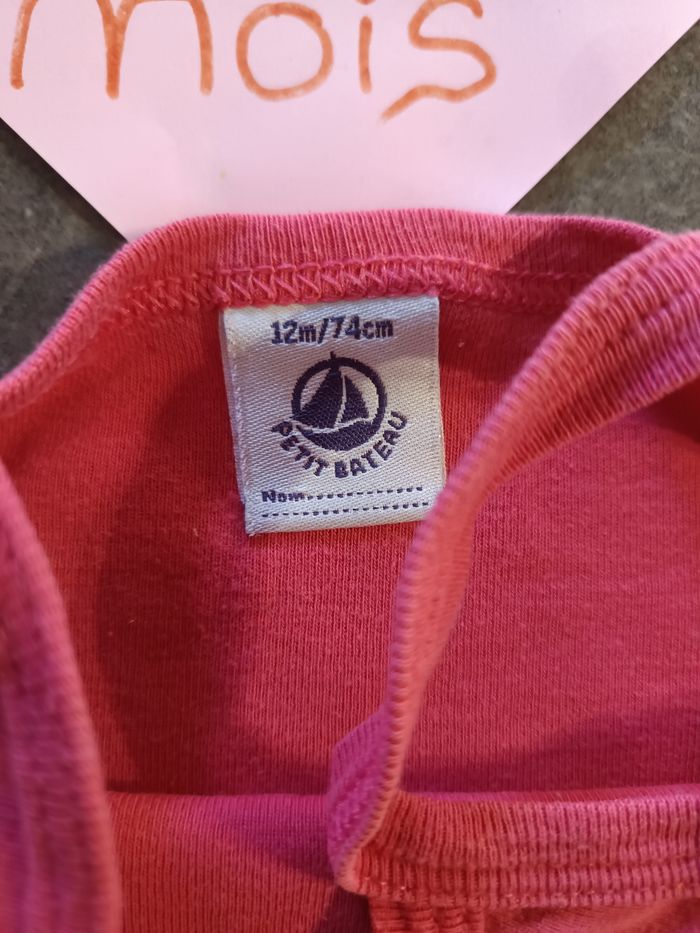 mois
12m/74cm
PETIT BATEAU
Nom